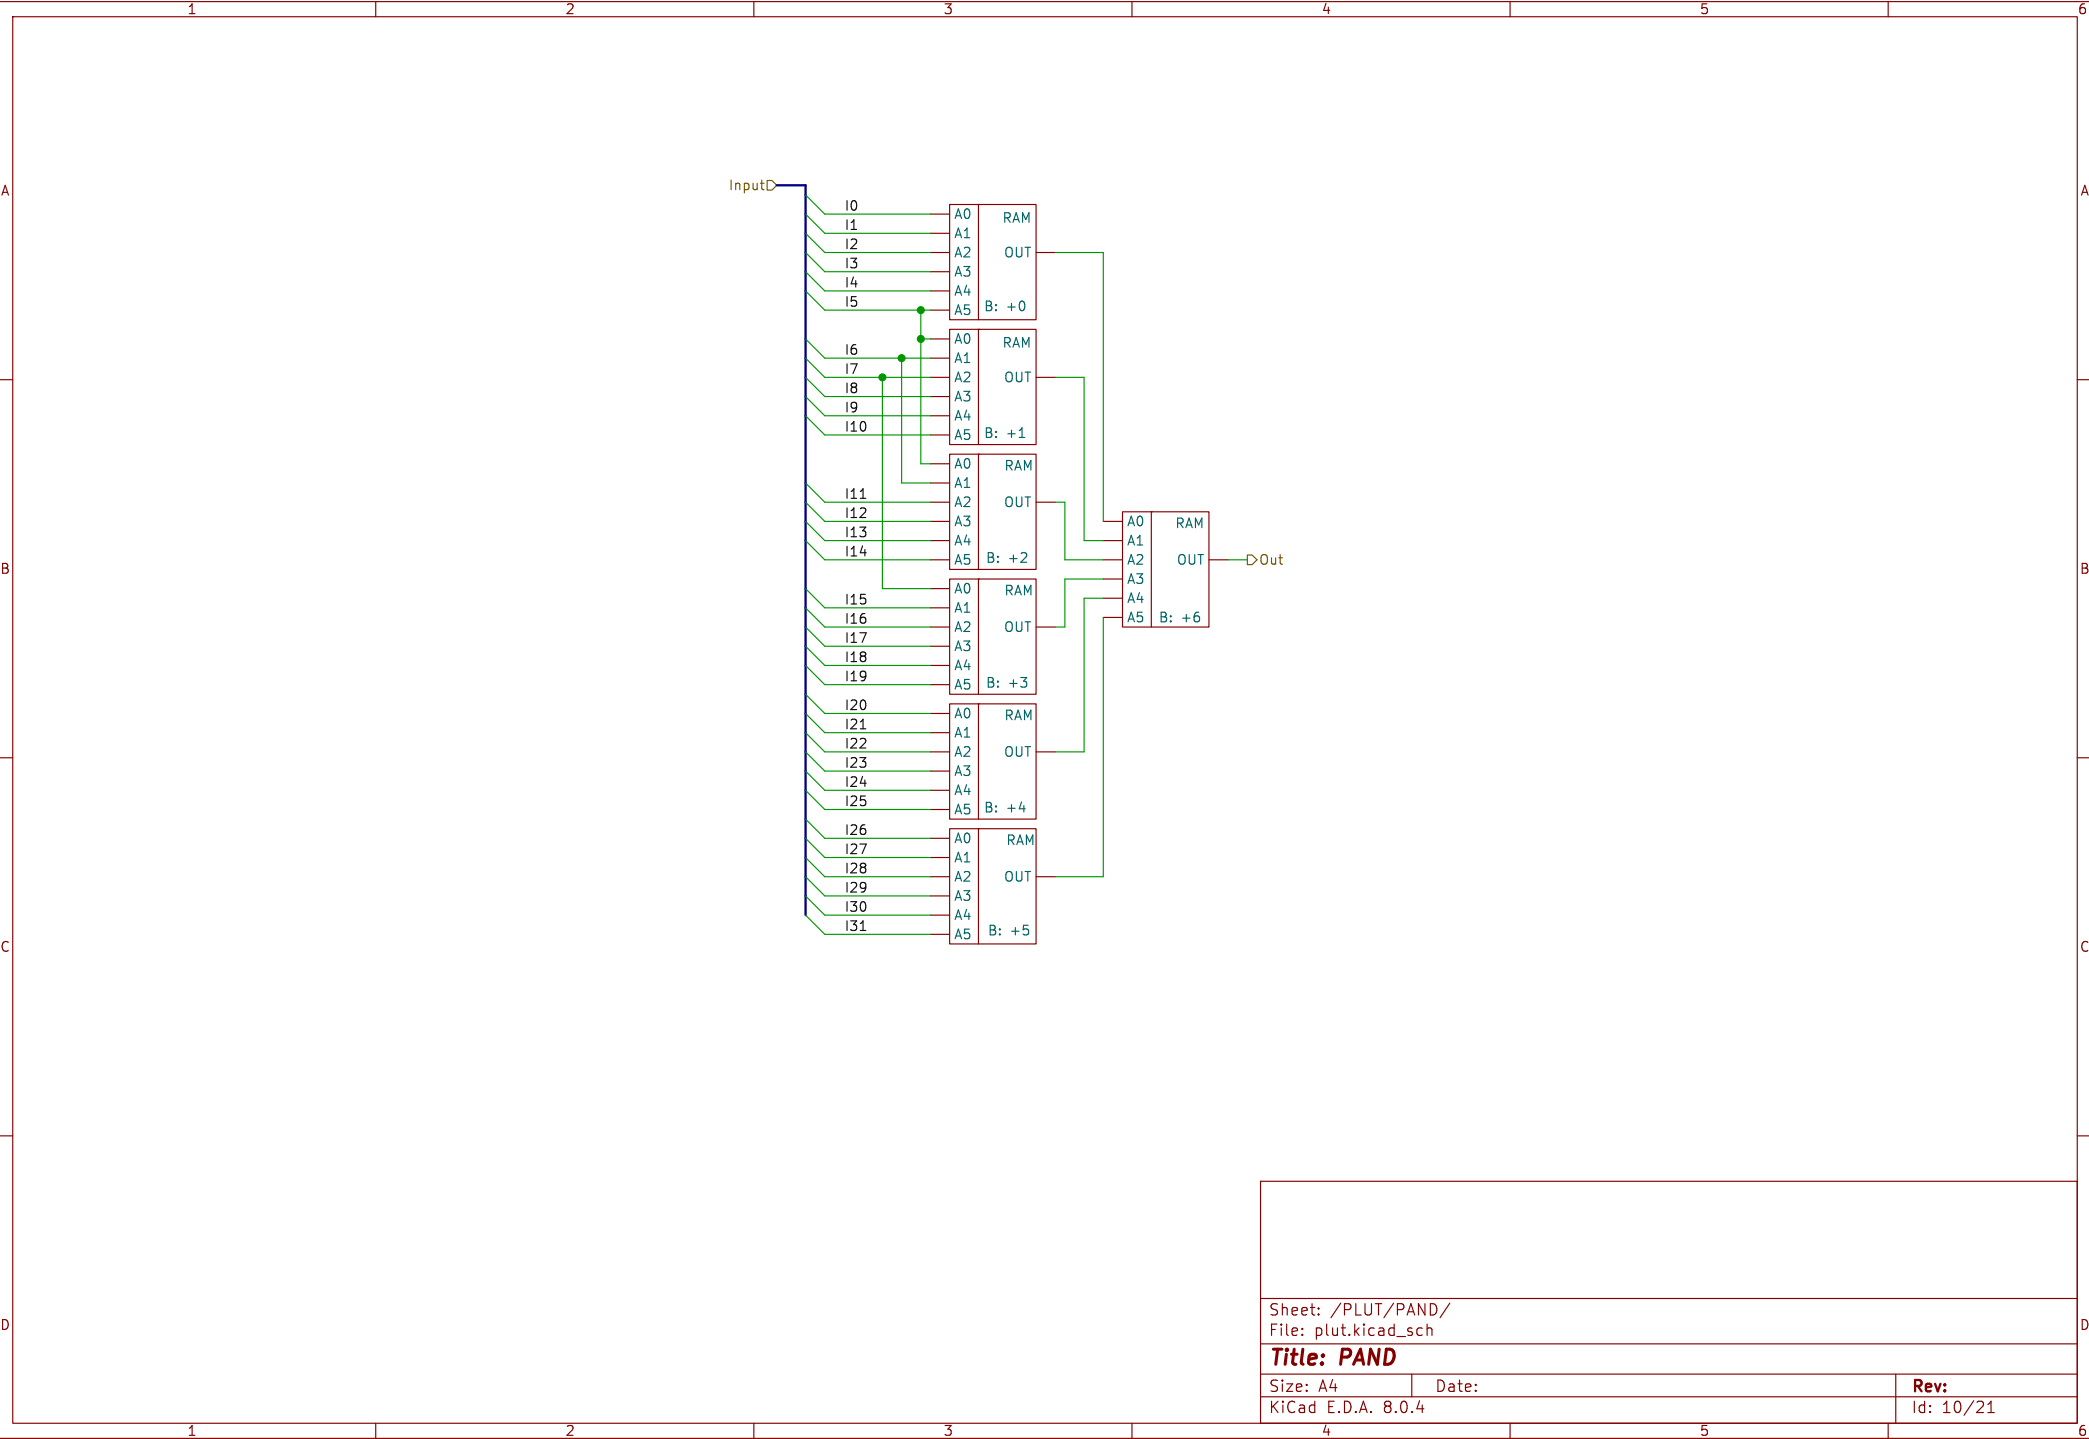 1 2 3 4 5 6
A A
Input
I0 A0 RAM
I1 A1
I2 A2 OUT
I3 A3
I4 A4
I5 A5 B: +0
A0 RAM
I6 A1
I7 A2 OUT
I8 A3
I9 A4
I10 A5 B: +1
A0 RAM
A1
I11 A2 OUT
I12 A3
I13 A4
I14 A5 B: +2
A0 RAM
A1
A2 OUT Out
A3
A4
A5 B: +6
B B
A0 RAM
I15 A1
I16 A2 OUT
I17 A3
I18 A4
I19 A5 B: +3
I20 A0 RAM
I21 A1
I22 A2 OUT
I23 A3
I24 A4
I25 A5 B: +4
I26 A0 RAM
I27 A1
I28 A2 OUT
I29 A3
I30 A4
I31 A5 B: +5
C C
D D
Sheet: /PLUT/PAND/
File: plut.kicad_sch
Title: PAND
Size: A4 Date: Rev:
KiCad E.D.A. 8.0.4 Id: 10/21
1 2 3 4 5 6